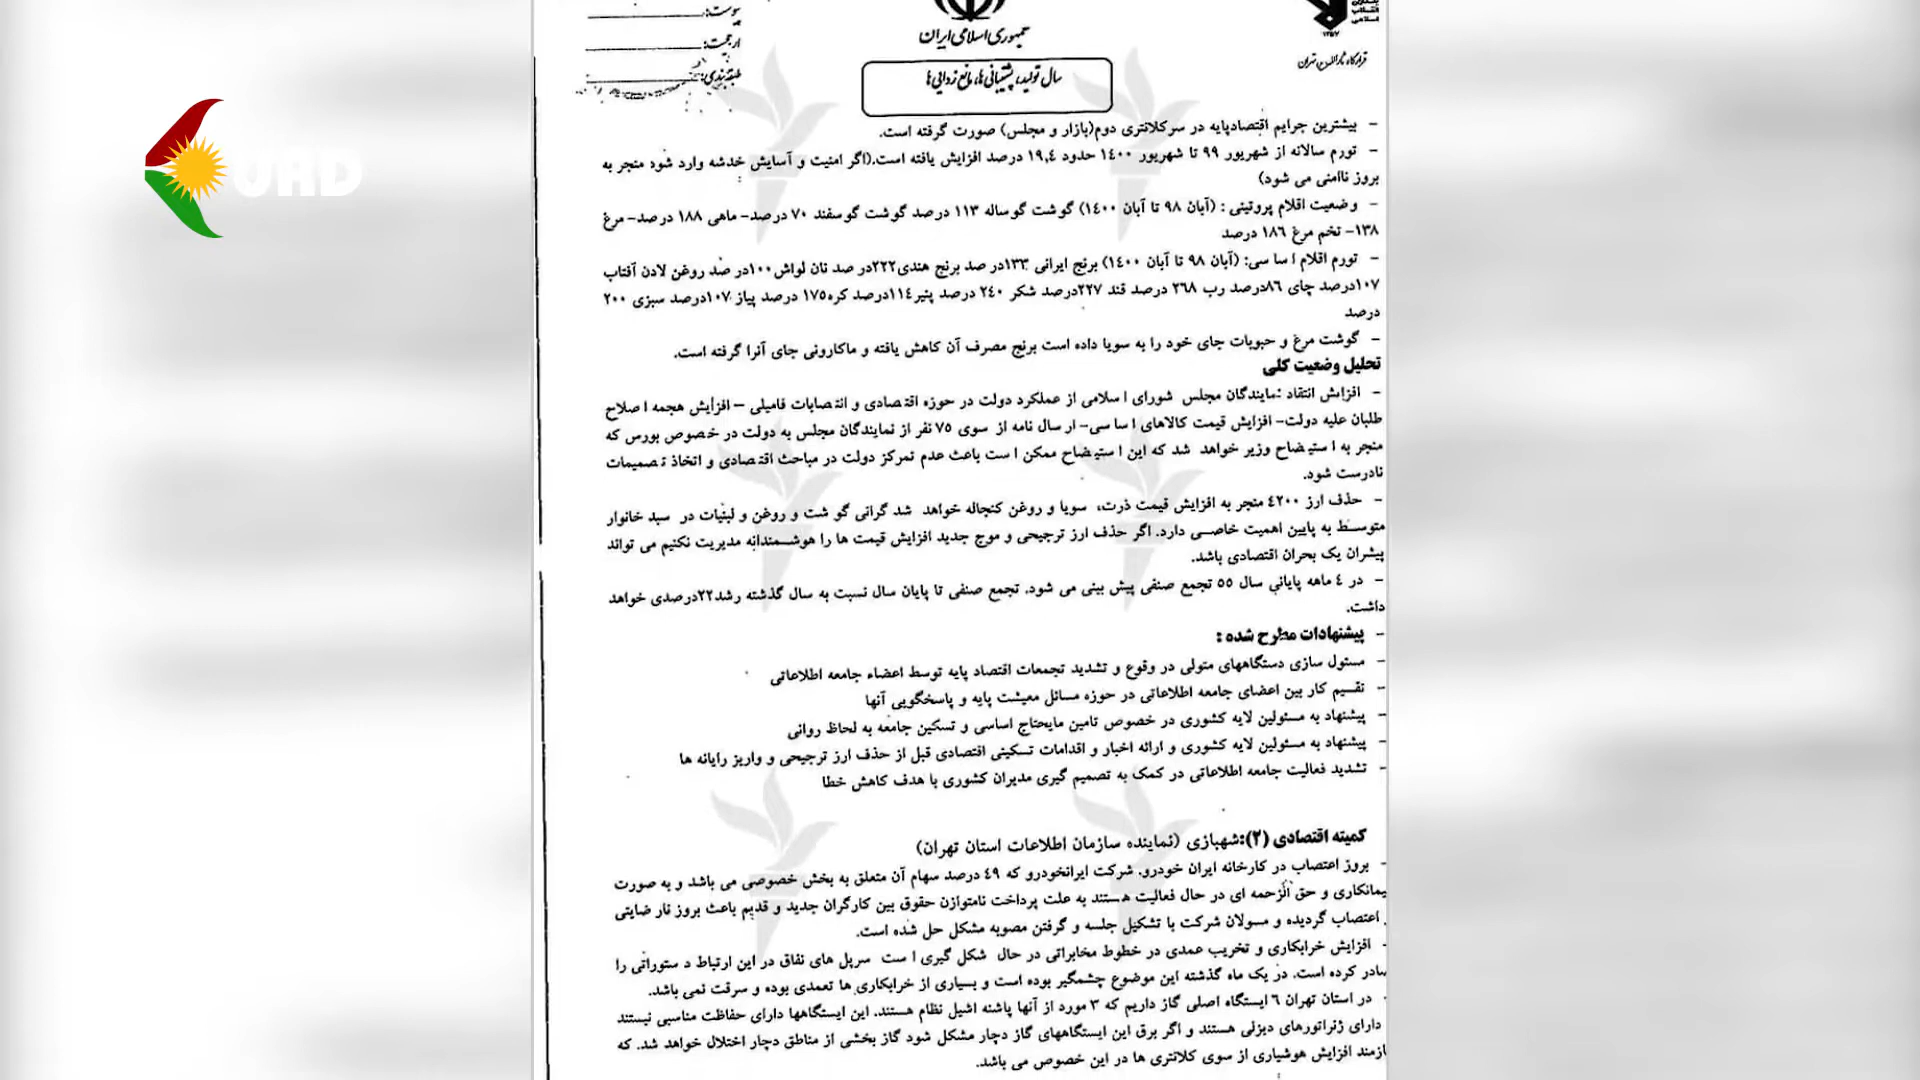 پیوست:
ارجحیت:
طبقه‌بندی:
جمهوری اسلامی ایران
سال تولید، پشتیبانی‌ها، مانع زدایی‌ها
پاسداران
انقلاب
اسلامی
۱۳۵۷
قرارگاه ثارالله تهران
URD
- بیشترین جرایم اقتصادپایه در سرکلانتری دوم(بازار و مجلس) صورت گرفته است.
- تورم سالانه از شهریور ۹۹ تا شهریور ۱۴۰۰ حدود ۱۹,۴ درصد افزایش یافته است.(اگر امنیت و آسایش خدشه وارد شود منجر به
بروز ناامنی می شود)
- وضعیت اقلام پروتینی : (آبان ۹۸ تا آبان ۱۴۰۰) گوشت گوساله ۱۱۳ درصد گوشت گوسفند ۷۰ درصد- ماهی ۱۸۸ درصد- مرغ
۱۳۸- تخم مرغ ۱۸۶ درصد
- تورم اقلام اساسی: (آبان ۹۸ تا آبان ۱۴۰۰) برنج ایرانی ۱۳۳در صد برنج هندی۲۲۲در صد نان لواش۱۰۰در صد روغن لادن آفتاب
۱۰۷درصد چای ۸۶درصد رب ۲۶۸ درصد قند ۲۲۷درصد شکر ۲۴۰ درصد پنیر۱۱۴درصد کره۱۷۵ درصد پیاز ۱۰۷درصد سبزی ۲۰۰
درصد
- گوشت مرغ و حبوبات جای خود را به سویا داده است برنج مصرف آن کاهش یافته و ماکارونی جای آنرا گرفته است.
تحلیل وضعیت کلی
- افزایش انتقاد نمایندگان مجلس شورای اسلامی از عملکرد دولت در حوزه اقتصادی و انتصابات فامیلی – افزایش هجمه اصلاح
طلبان علیه دولت- افزایش قیمت کالاهای اساسی- ارسال نامه از سوی ۷۵ نفر از نمایندگان مجلس به دولت در خصوص بورس که
منجر به استیضاح وزیر خواهد شد که این استیضاح ممکن است باعث عدم تمرکز دولت در مباحث اقتصادی و اتخاذ تصمیمات
نادرست شود.
- حذف ارز ۴۲۰۰ منجر به افزایش قیمت ذرت، سویا و روغن کنجاله خواهد شد گرانی گوشت و روغن و لبنیات در سبد خانوار
متوسط به پایین اهمیت خاصی دارد. اگر حذف ارز ترجیحی و موج جدید افزایش قیمت ها را هوشمندانه مدیریت نکنیم می تواند
پیشران یک بحران اقتصادی باشد.
- در ۴ ماهه پایانی سال ۵۵ تجمع صنفی پیش بینی می شود. تجمع صنفی تا پایان سال نسبت به سال گذشته رشد۲۲درصدی خواهد
داشت.
- پیشنهادات مطرح شده :
- مسئول سازی دستگاههای متولی در وقوع و تشدید تجمعات اقتصاد پایه توسط اعضاء جامعه اطلاعاتی
- تقسیم کار بین اعضای جامعه اطلاعاتی در حوزه مسائل معیشت پایه و پاسخگویی آنها
- پیشنهاد به مسئولین لایه کشوری در خصوص تامین مایحتاج اساسی و تسکین جامعه به لحاظ روانی
- پیشنهاد به مسئولین لایه کشوری و ارائه اخبار و اقدامات تسکینی اقتصادی قبل از حذف ارز ترجیحی و واریز رایانه ها
- تشدید فعالیت جامعه اطلاعاتی در کمک به تصمیم گیری مدیران کشوری با هدف کاهش خطا
کمیته اقتصادی (۲):شهبازی (نماینده سازمان اطلاعات استان تهران)
- بروز اعتصاب در کارخانه ایران خودرو. شرکت ایرانخودرو که ۴۹ درصد سهام آن متعلق به بخش خصوصی می باشد و به صورت
یمانکاری و حق الزحمه ای در حال فعالیت هستند به علت پرداخت نامتوازن حقوق بین کارگران جدید و قدیم باعث بروز نارضایتی
و اعتصاب گردیده و مسولان شرکت با تشکیل جلسه و گرفتن مصوبه مشکل حل شده است.
- افزایش خرابکاری و تخریب عمدی در خطوط مخابراتی در حال شکل گیری است سرپل های نفاق در این ارتباط دستوراتی را
صادر کرده است. در یک ماه گذشته این موضوع چشمگیر بوده است و بسیاری از خرابکاری ها تعمدی بوده و سرقت نمی باشد.
- در استان تهران ۶ ایستگاه اصلی گاز داریم که ۳ مورد از آنها پاشنه اشیل نظام هستند. این ایستگاهها دارای حفاظت مناسبی نیستند
دارای ژنراتورهای دیزلی هستند و اگر برق این ایستگاههای گاز دچار مشکل شود گاز بخشی از مناطق دچار اختلال خواهد شد. که
یازمند افزایش هوشیاری از سوی کلانتری ها در این خصوص می باشد.